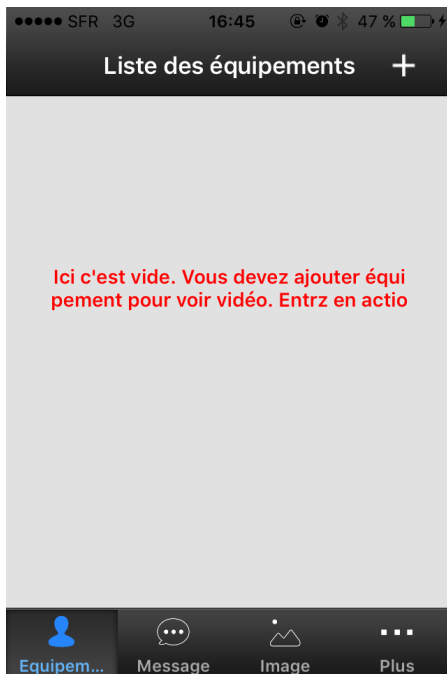 SFR 3G 16:45 47 %
Liste des équipements +
Ici c'est vide. Vous devez ajouter équi
pement pour voir vidéo. Entrz en actio
Equipem... Message Image Plus